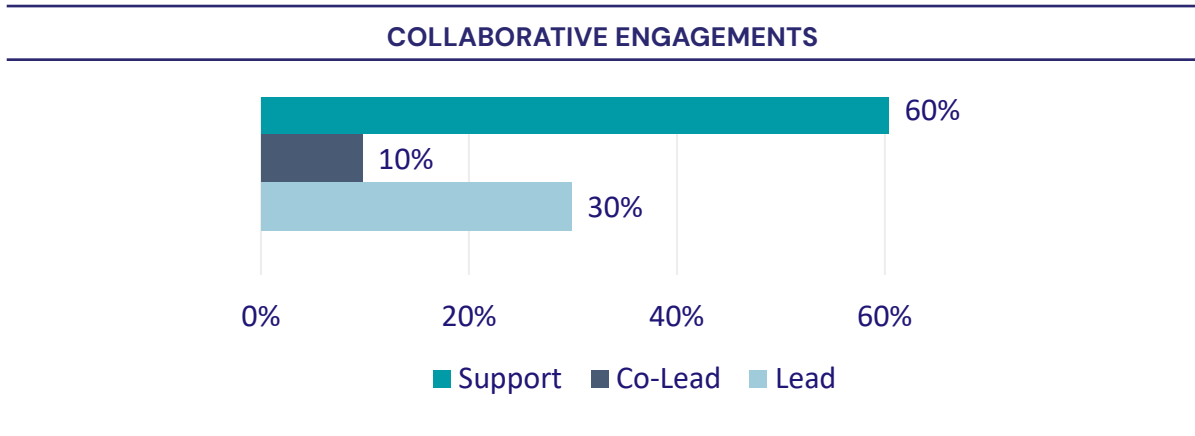 COLLABORATIVE ENGAGEMENTS
60%
10%
30%
0% 20% 40% 60%
Support Co-Lead Lead